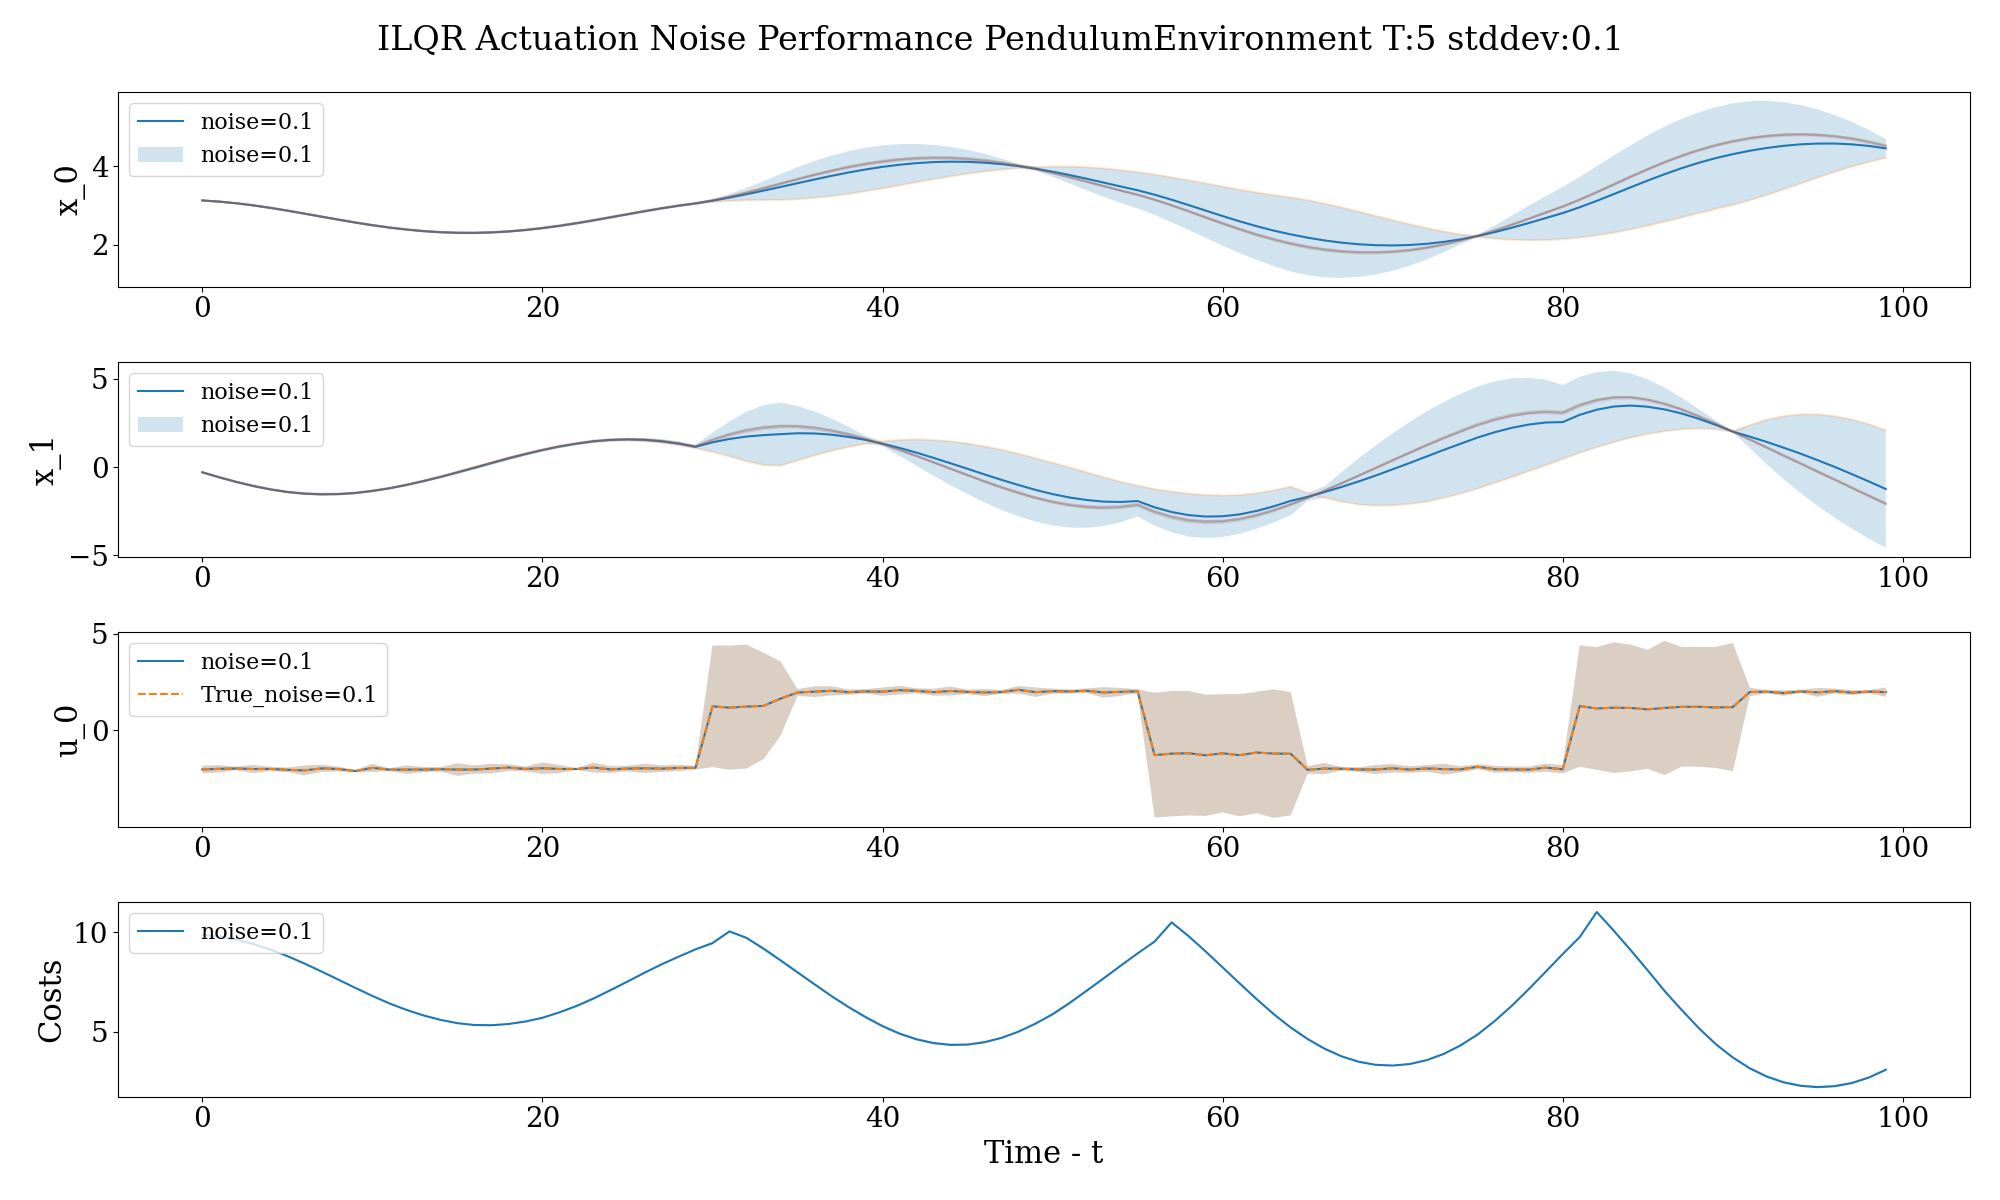 ILQR Actuation Noise Performance PendulumEnvironment T:5 stddev:0.1
noise=0.1
noise=0.1
x_0
4
2
0 20 40 60 80 100
noise=0.1
noise=0.1
x_1
5
0
−5
0 20 40 60 80 100
noise=0.1
True_noise=0.1
u_0
5
0
0 20 40 60 80 100
noise=0.1
Costs
10
5
0 20 40 60 80 100
Time - t